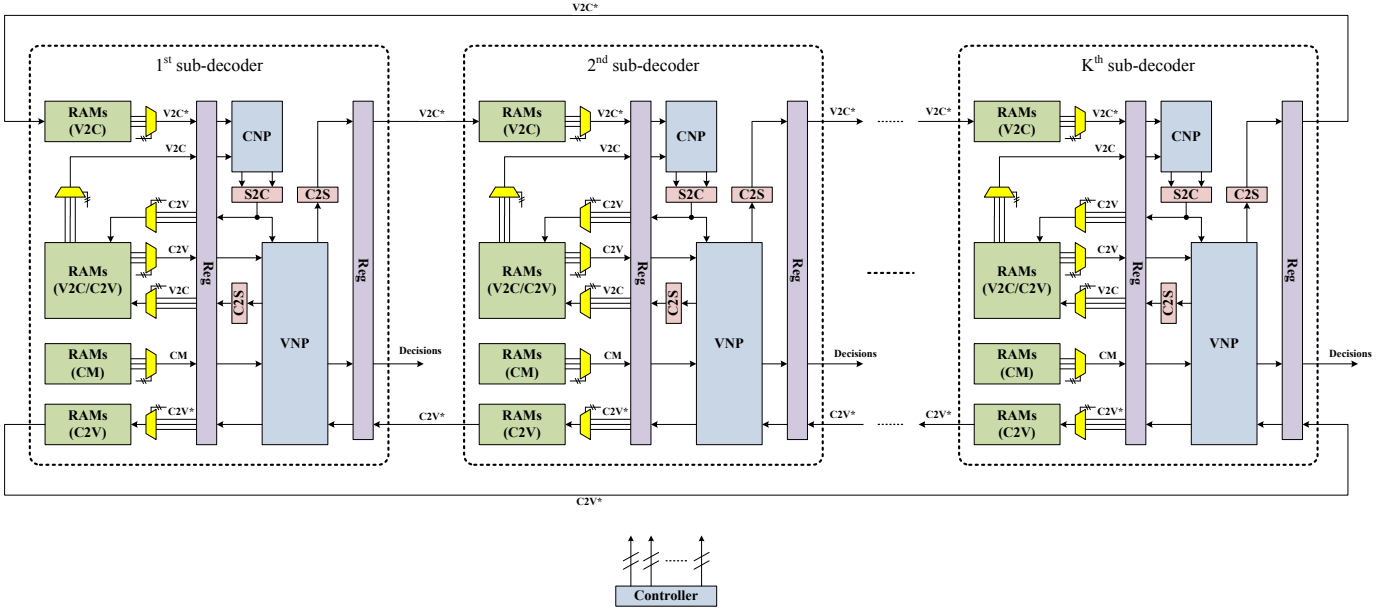 V2C*
1st sub-decoder
2nd sub-decoder
Kth sub-decoder
RAMs
(V2C)
V2C*
CNP
V2C*
RAMs
(V2C)
V2C*
CNP
V2C*
......
V2C*
RAMs
(V2C)
V2C*
CNP
V2C
V2C
V2C
S2C
C2S
S2C
C2S
S2C
C2S
C2V
C2V
C2V
RAMs
(V2C/C2V)
C2V
V2C
Reg
C2S
VNP
Reg
RAMs
(V2C/C2V)
C2V
V2C
Reg
C2S
VNP
Reg
.......
RAMs
(V2C/C2V)
C2V
V2C
Reg
C2S
VNP
Reg
RAMs
(CM)
CM
Decisions
RAMs
(CM)
CM
Decisions
RAMs
(CM)
CM
Decisions
RAMs
(C2V)
C2V*
C2V*
RAMs
(C2V)
C2V*
C2V*
......
C2V*
RAMs
(C2V)
C2V*
C2V*
......
Controller